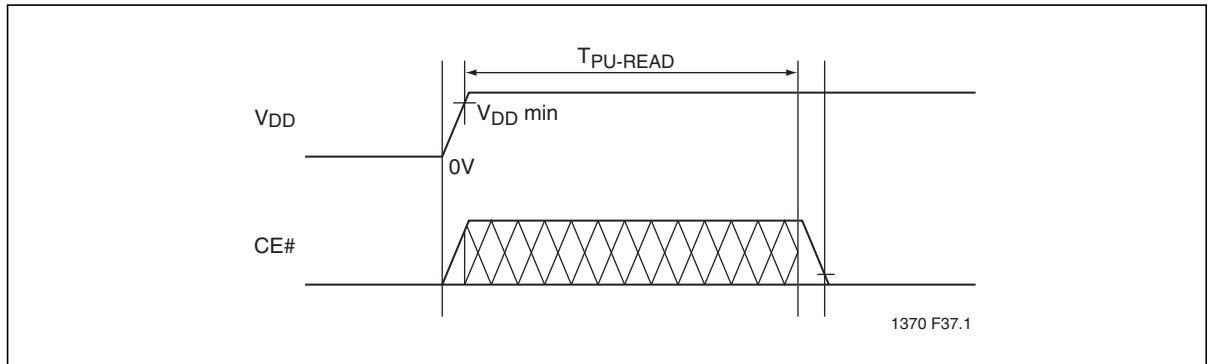 TPU-READ
VDD
VDD min
0V
CE#
1370 F37.1